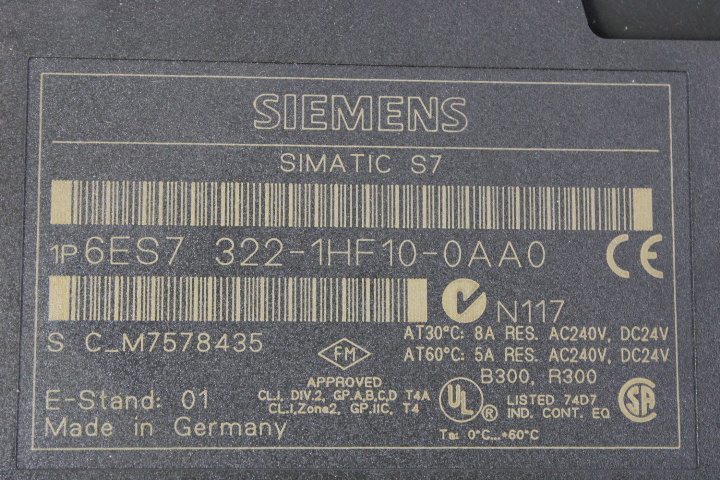 SIEMENS
SIMATIC S7
1P 6ES7 322-1HF10-0AA0
CE
N117
S C_M7578435
AT30°C: 8A RES. AC240V, DC24V
AT60°C: 5A RES. AC240V, DC24V
B300, R300
FM
APPROVED
CL.I, DIV.2, GP.A,B,C,D T4A
CL.I,Zone2, GP.IIC, T4
UL
LISTED 74D7
IND. CONT. EQ
SA
E-Stand: 01
Made in Germany
Ta: 0°C...+60°C